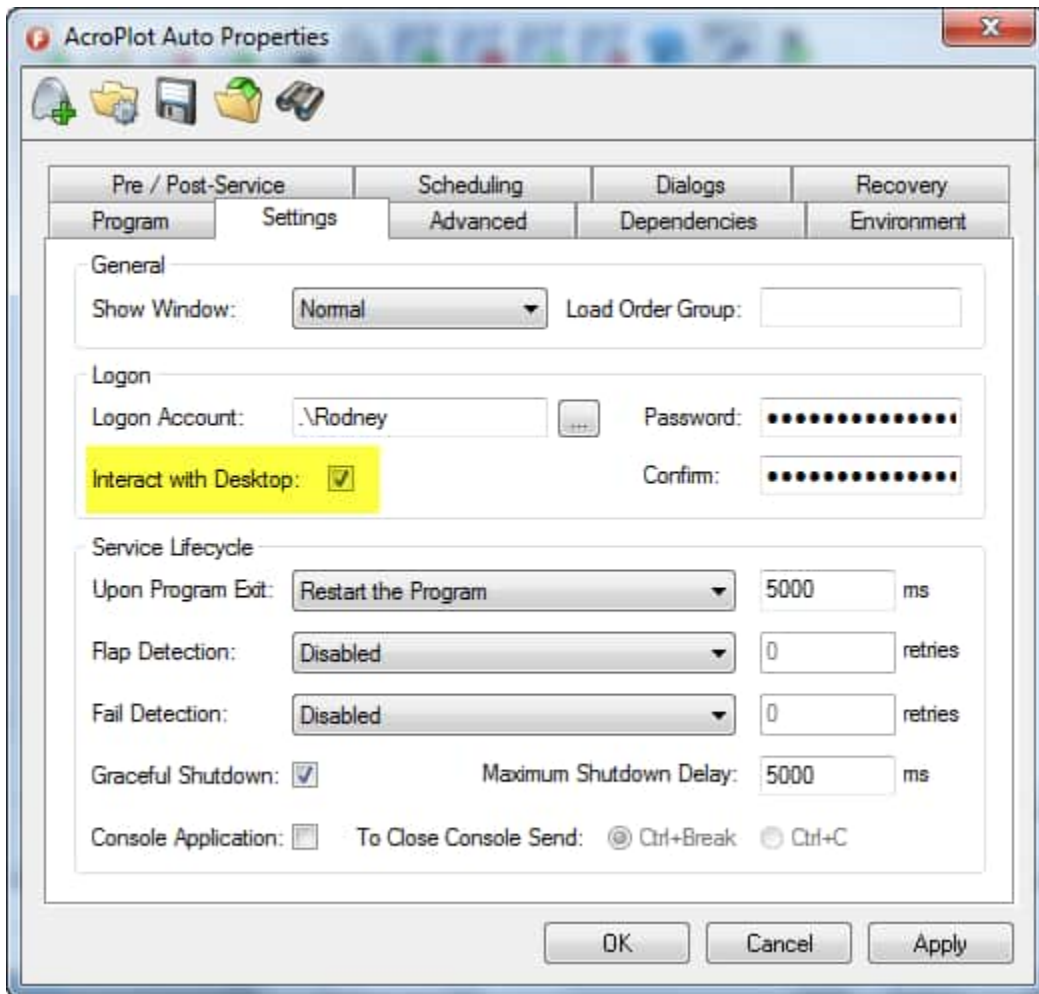 AcroPlot Auto Properties
Pre / Post-Service Scheduling Dialogs Recovery
Program Settings Advanced Dependencies Environment
General
Show Window: Normal Load Order Group:
Logon
Logon Account: .\Rodney ... Password: ●●●●●●●●●●●●●●●
Interact with Desktop: Confirm: ●●●●●●●●●●●●●●●
Service Lifecycle
Upon Program Exit: Restart the Program 5000 ms
Flap Detection: Disabled 0 retries
Fail Detection: Disabled 0 retries
Graceful Shutdown: Maximum Shutdown Delay: 5000 ms
Console Application: To Close Console Send: Ctrl+Break Ctrl+C
OK Cancel Apply